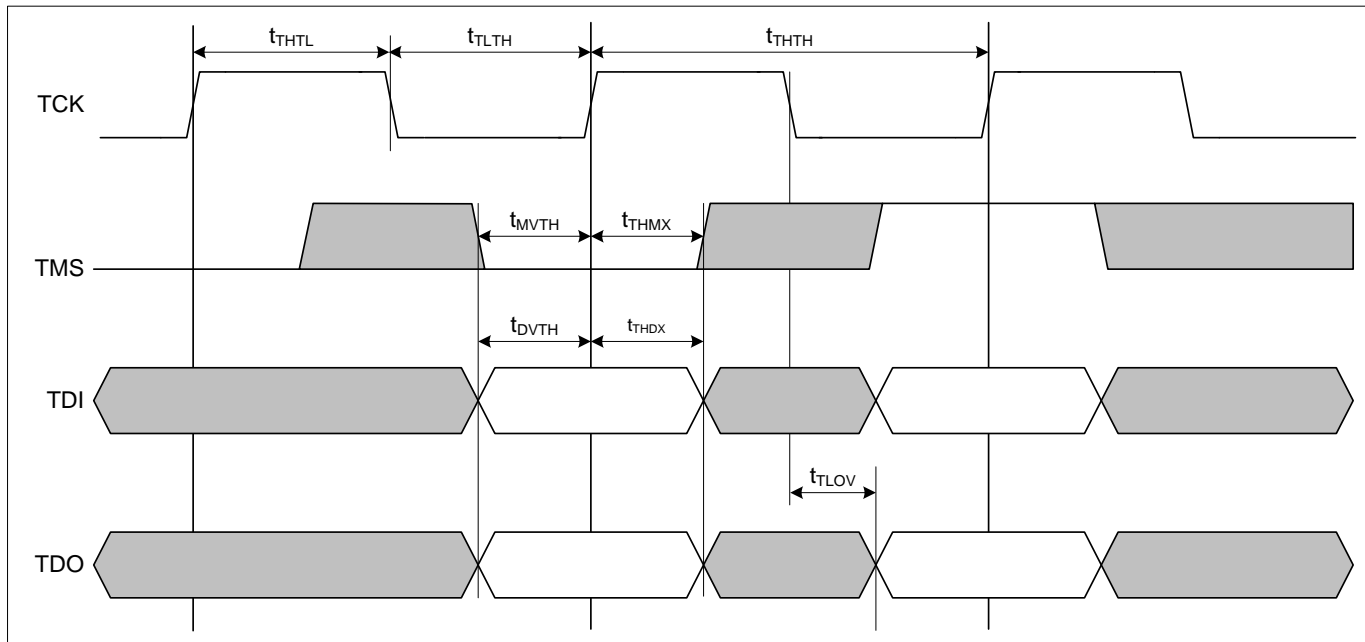 tTHTL tTLTH tTHTH
TCK
tMVTH tTHMX
TMS
tDVTH tTHDX
TDI
tTLOV
TDO